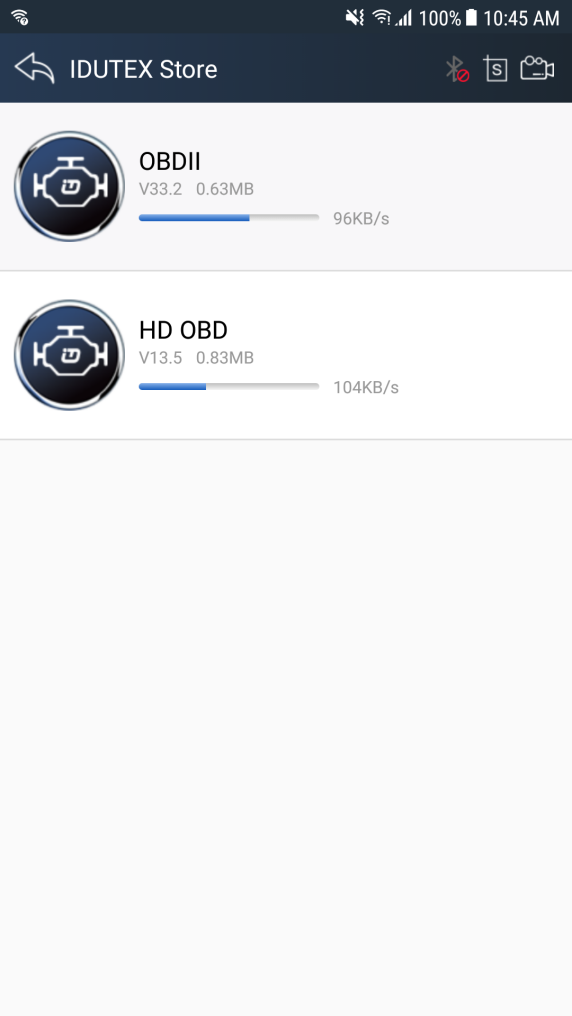 100% 10:45 AM
IDUTEX Store
S
OBDII
V33.2 0.63MB
96KB/s
HD OBD
V13.5 0.83MB
104KB/s